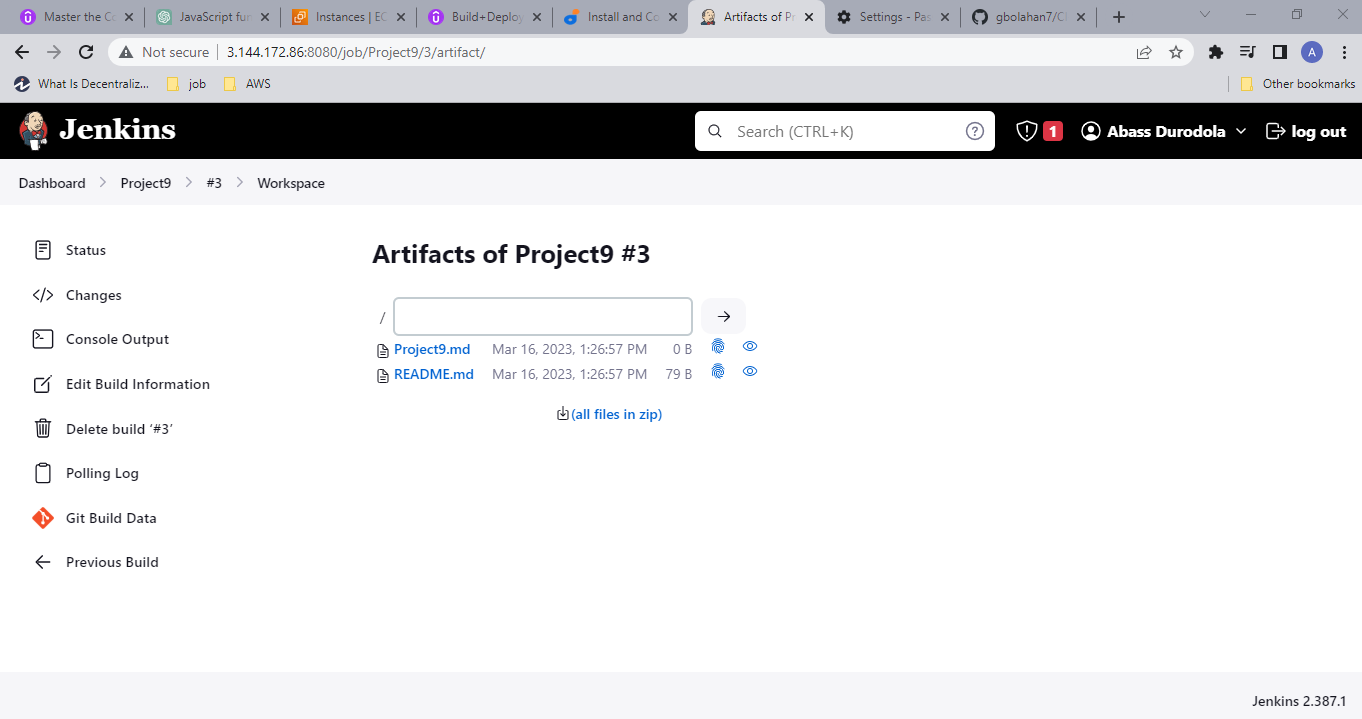 Master the Co
JavaScript fur
Instances | EC
Build+Deploy
Install and Co
Artifacts of Pr
Settings - Pas
gbolahan7/C
Not secure 3.144.172.86:8080/job/Project9/3/artifact/
A
What Is Decentraliz... job AWS Other bookmarks
Jenkins Search (CTRL+K) ? 1 Abass Durodola log out
Dashboard Project9 #3 Workspace
Status
Changes
Console Output
Edit Build Information
Delete build ‘#3’
Polling Log
Git Build Data
Previous Build
Artifacts of Project9 #3
/
Project9.md Mar 16, 2023, 1:26:57 PM 0 B
README.md Mar 16, 2023, 1:26:57 PM 79 B
(all files in zip)
Jenkins 2.387.1